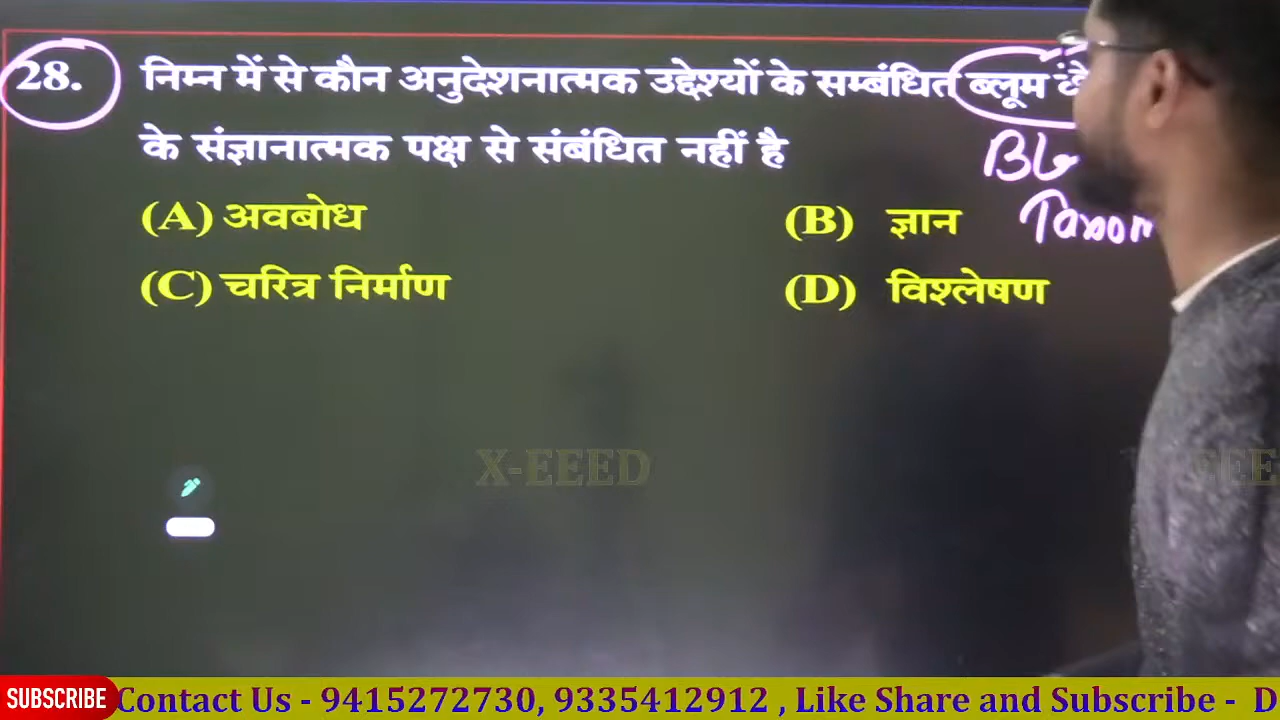 28. निम्न में से कौन अनुदेशनात्मक उद्देश्यों के सम्बंधित ब्लूम
के संज्ञानात्मक पक्ष से संबंधित नहीं है
(A) अवबोध
(B) ज्ञान
(C) चरित्र निर्माण
(D) विश्लेषण
X-EEED
SUBSCRIBE
Contact Us - 9415272730, 9335412912 , Like Share and Subscribe - D